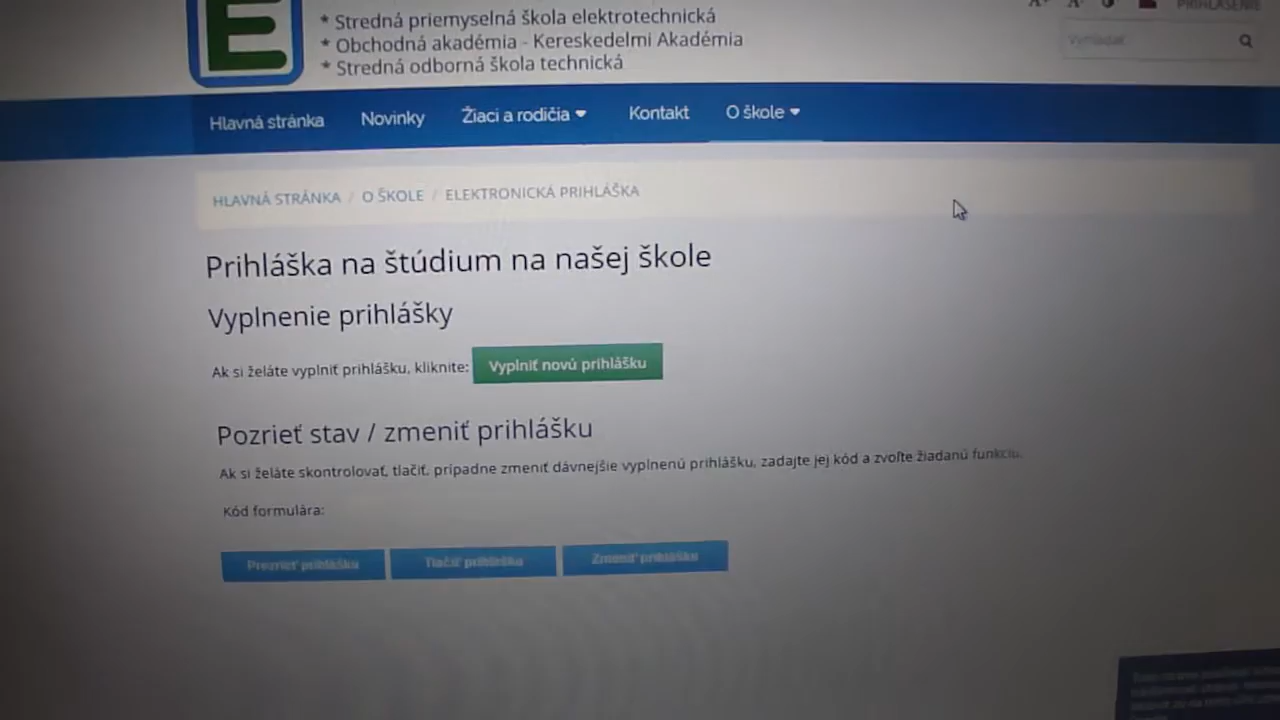 E
* Stredná priemyselná škola elektrotechnická
* Obchodná akadémia - Kereskedelmi Akadémia
* Stredná odborná škola technická
PRIHLÁSENIE
Vyhľadať
Hlavná stránka Novinky Žiaci a rodičia Kontakt O škole
HLAVNÁ STRÁNKA / O ŠKOLE / ELEKTRONICKÁ PRIHLÁŠKA
Prihláška na štúdium na našej škole
Vyplnenie prihlášky
Ak si želáte vyplniť prihlášku, kliknite: Vyplniť novú prihlášku
Pozrieť stav / zmeniť prihlášku
Ak si želáte skontrolovať, tlačiť, prípadne zmeniť dávnejšie vyplnenú prihlášku, zadajte jej kód a zvoľte žiadanú funkciu.
Kód formulára:
Prezrieť prihlášku Tlačiť prihlášku Zmeniť prihlášku